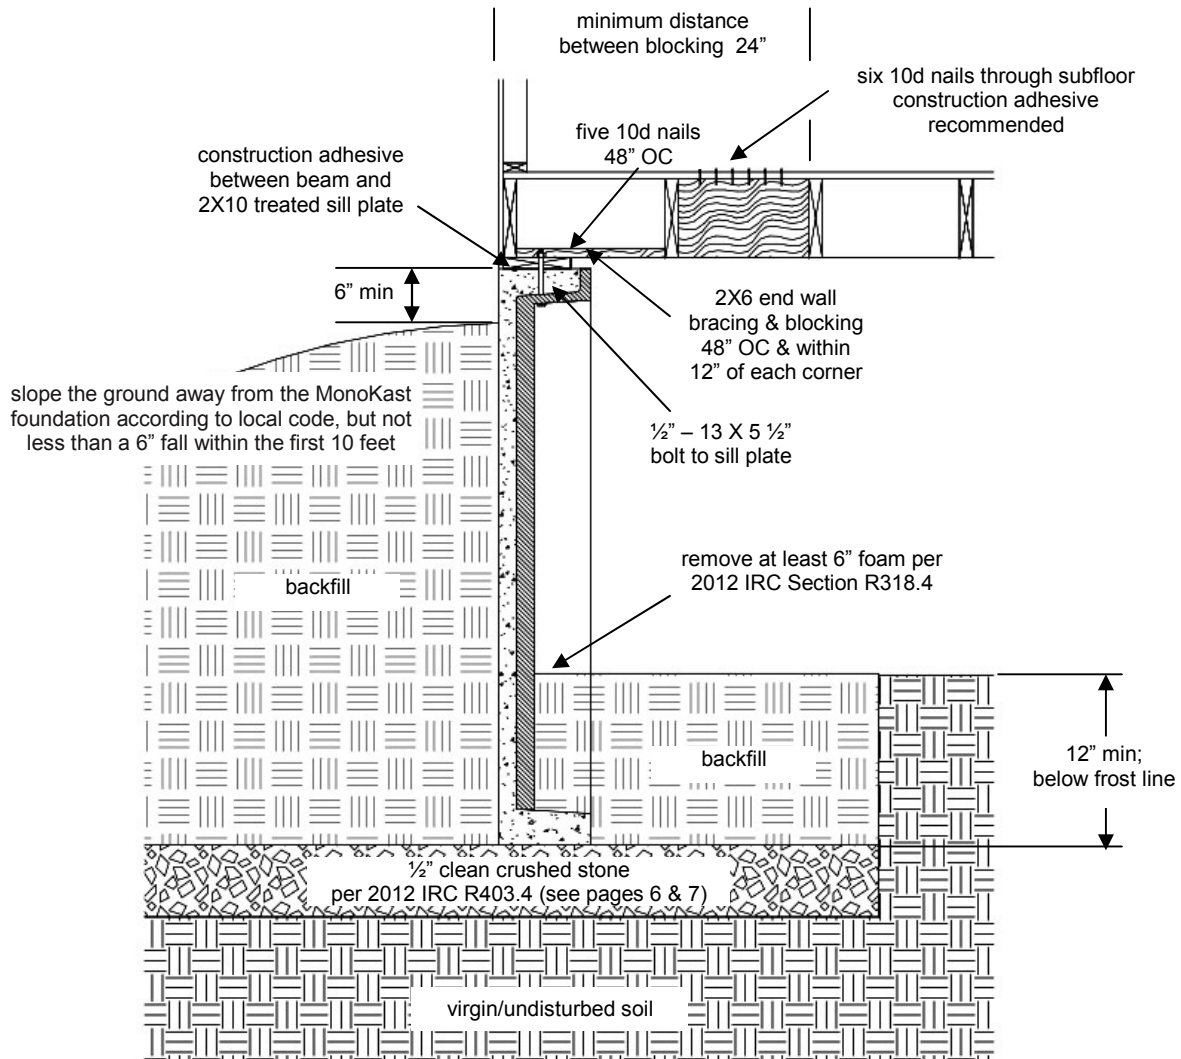 minimum distance
between blocking 24”
six 10d nails through subfloor
construction adhesive
recommended
five 10d nails
48” OC
construction adhesive
between beam and
2X10 treated sill plate
6” min
2X6 end wall
bracing & blocking
48” OC & within
12” of each corner
slope the ground away from the MonoKast
foundation according to local code, but not
less than a 6” fall within the first 10 feet
½” – 13 X 5 ½”
bolt to sill plate
remove at least 6” foam per
2012 IRC Section R318.4
backfill
backfill
12” min;
below frost line
½” clean crushed stone
per 2012 IRC R403.4 (see pages 6 & 7)
virgin/undisturbed soil